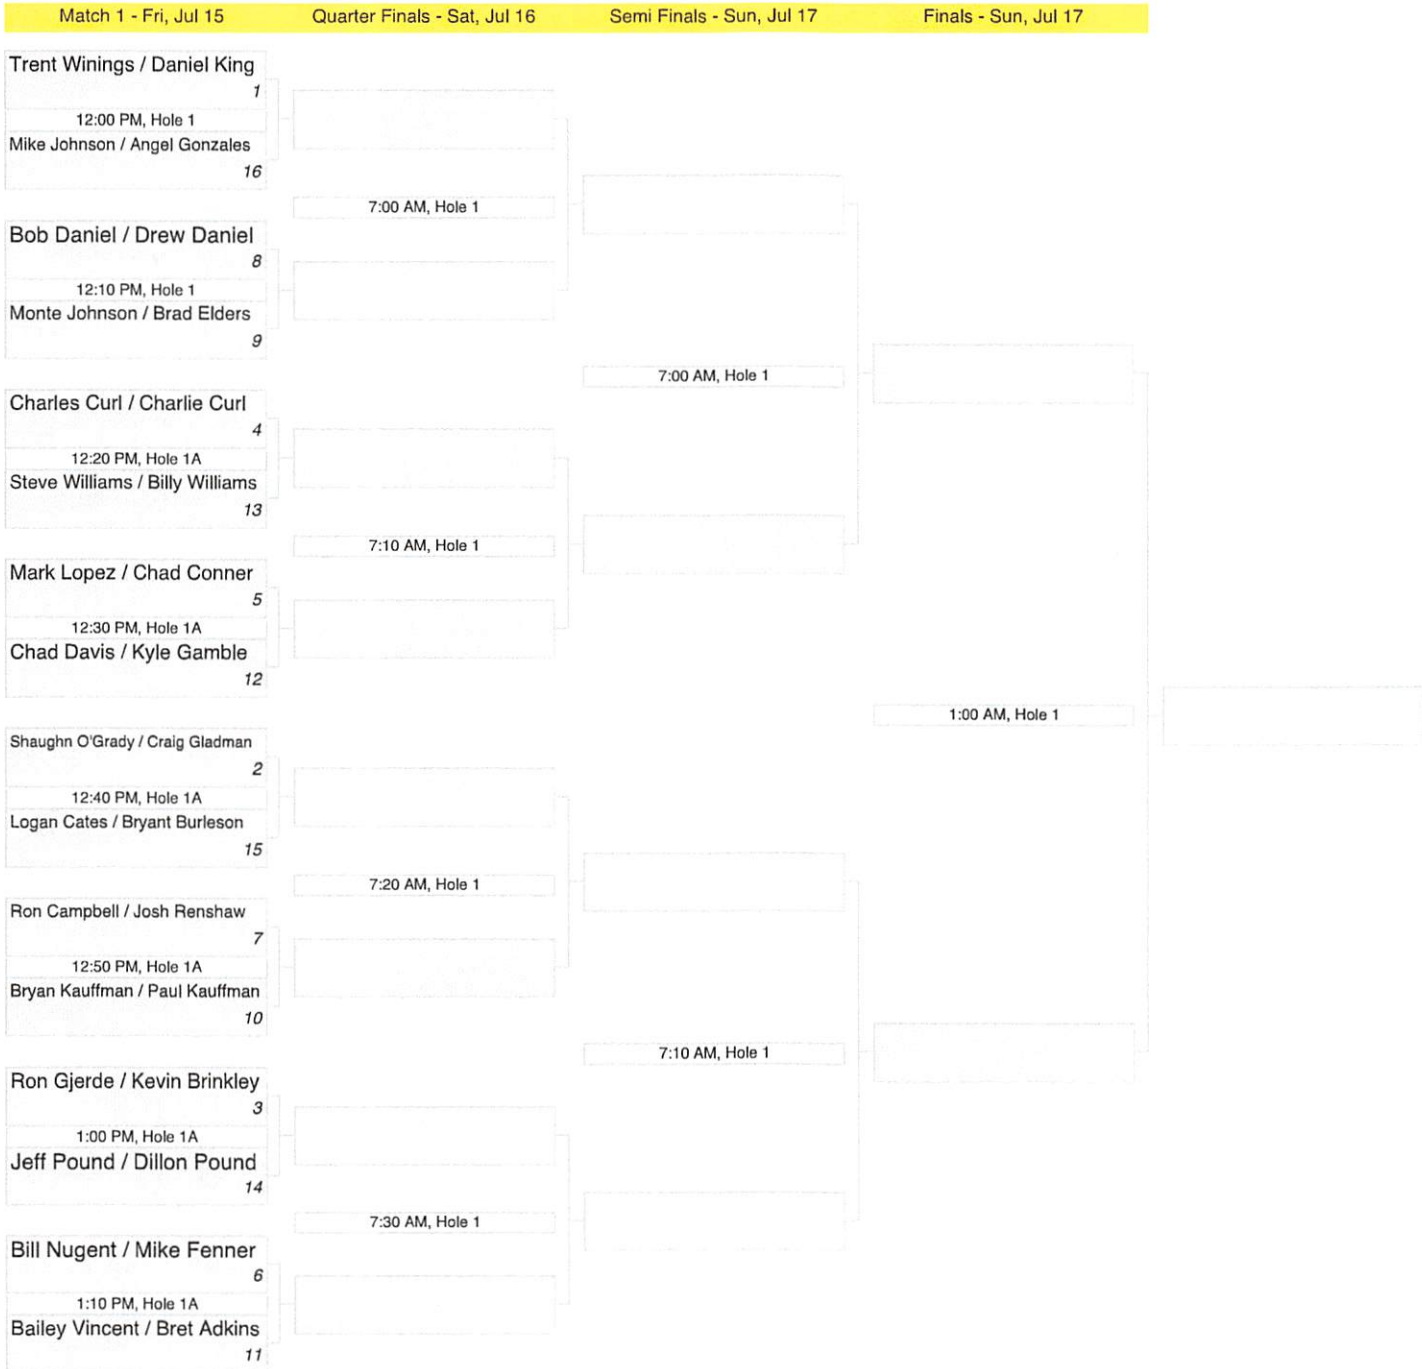 Match 1 - Fri, Jul 15
Quarter Finals - Sat, Jul 16
Semi Finals - Sun, Jul 17
Finals - Sun, Jul 17
Trent Winings / Daniel King
1
12:00 PM, Hole 1
Mike Johnson / Angel Gonzales
16
Bob Daniel / Drew Daniel
8
12:10 PM, Hole 1
Monte Johnson / Brad Elders
9
Charles Curl / Charlie Curl
4
12:20 PM, Hole 1A
Steve Williams / Billy Williams
13
Mark Lopez / Chad Conner
5
12:30 PM, Hole 1A
Chad Davis / Kyle Gamble
12
Shaughn O'Grady / Craig Gladman
2
12:40 PM, Hole 1A
Logan Cates / Bryant Burleson
15
Ron Campbell / Josh Renshaw
7
12:50 PM, Hole 1A
Bryan Kauffman / Paul Kauffman
10
Ron Gjerde / Kevin Brinkley
3
1:00 PM, Hole 1A
Jeff Pound / Dillon Pound
14
Bill Nugent / Mike Fenner
6
1:10 PM, Hole 1A
Bailey Vincent / Bret Adkins
11
7:00 AM, Hole 1
7:10 AM, Hole 1
7:20 AM, Hole 1
7:30 AM, Hole 1
7:00 AM, Hole 1
7:10 AM, Hole 1
1:00 AM, Hole 1